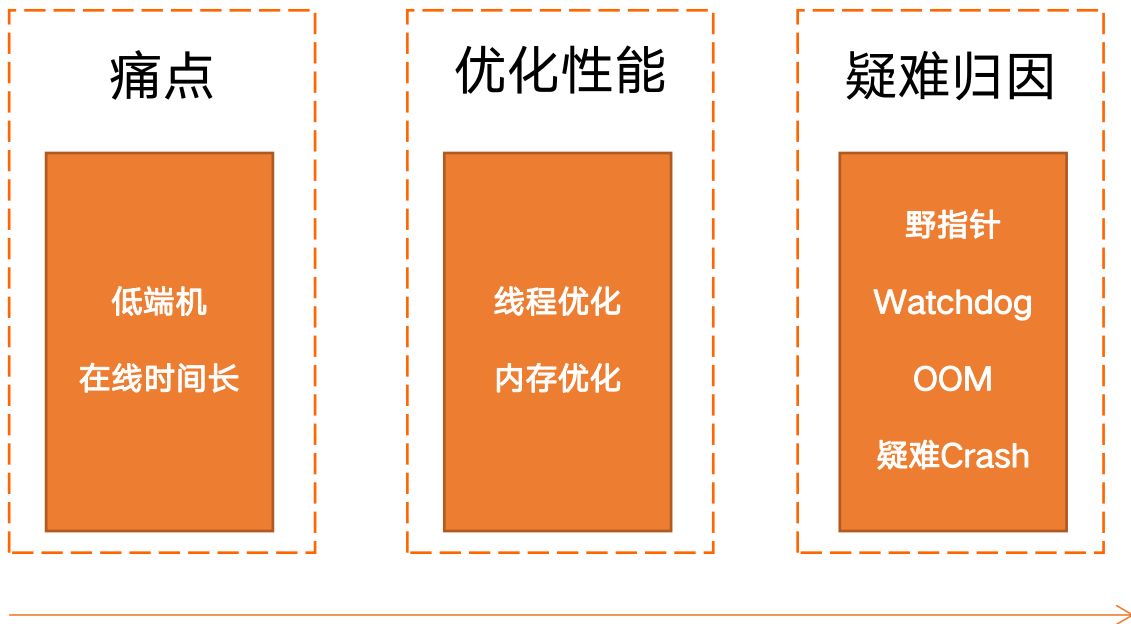 痛点
低端机
在线时间长
优化性能
线程优化
内存优化
疑难归因
野指针
Watchdog
OOM
疑难Crash